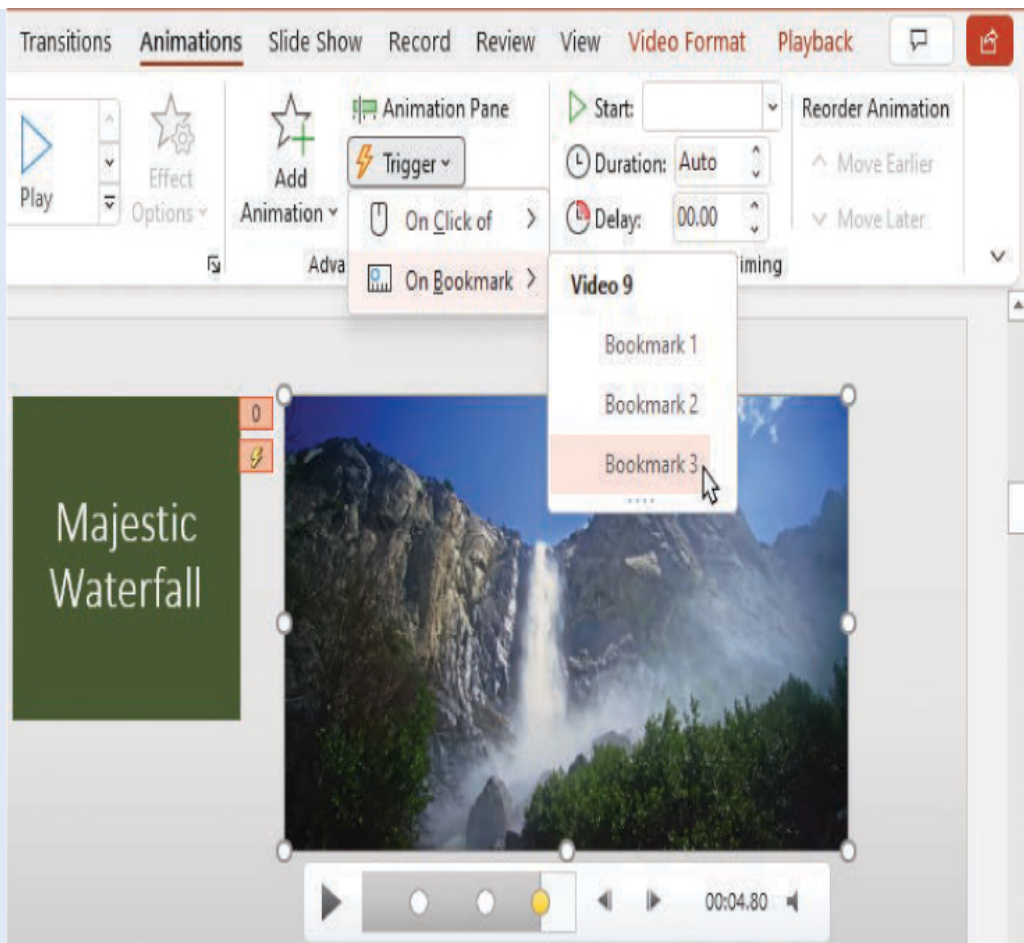 Transitions Animations Slide Show Record Review View Video Format Playback
Play
Effect
Options
Add
Animation
Animation Pane
Trigger
On Click of
On Bookmark
Adva
Start:
Duration: Auto
Delay: 00.00
iming
Reorder Animation
Move Earlier
Move Later
Video 9
Bookmark 1
Bookmark 2
Bookmark 3
0
Majestic
Waterfall
00:04.80